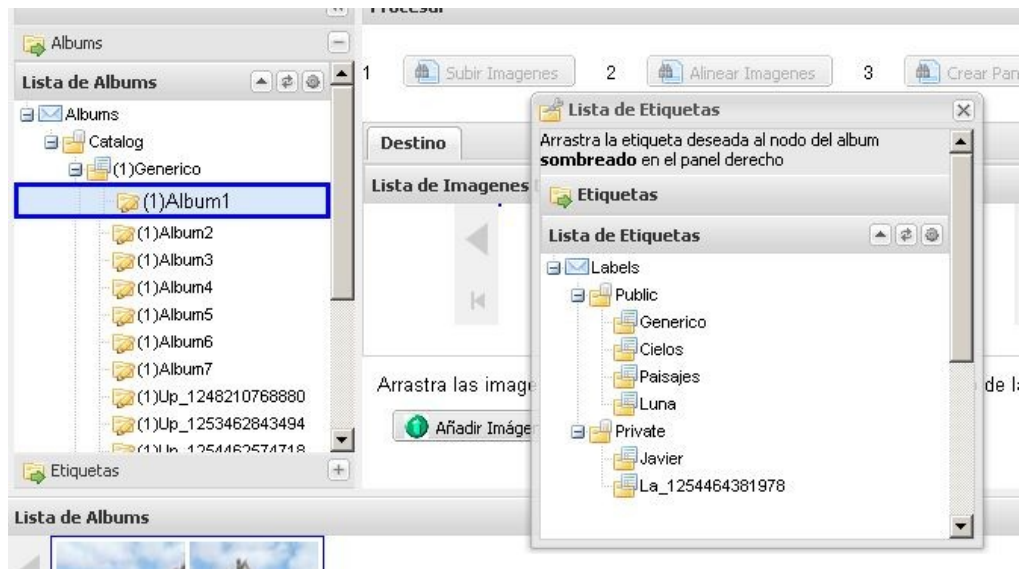 Procesar
Albums
Lista de Albums
Albums
Catalog
(1)Generico
(1)Album1
(1)Album2
(1)Album3
(1)Album4
(1)Album5
(1)Album6
(1)Album7
(1)Up_1248210768880
(1)Up_1253462843494
(1)Up_1254462574718
Etiquetas
Lista de Albums
1 Subir Imagenes 2 Alinear Imagenes 3 Crear Pan
Destino
Lista de Imagenes
Arrastra las image
de la
Añadir Imáge
Lista de Etiquetas
Arrastra la etiqueta deseada al nodo del album
sombreado en el panel derecho
Etiquetas
Lista de Etiquetas
Labels
Public
Generico
Cielos
Paisajes
Luna
Private
Javier
La_1254464381978